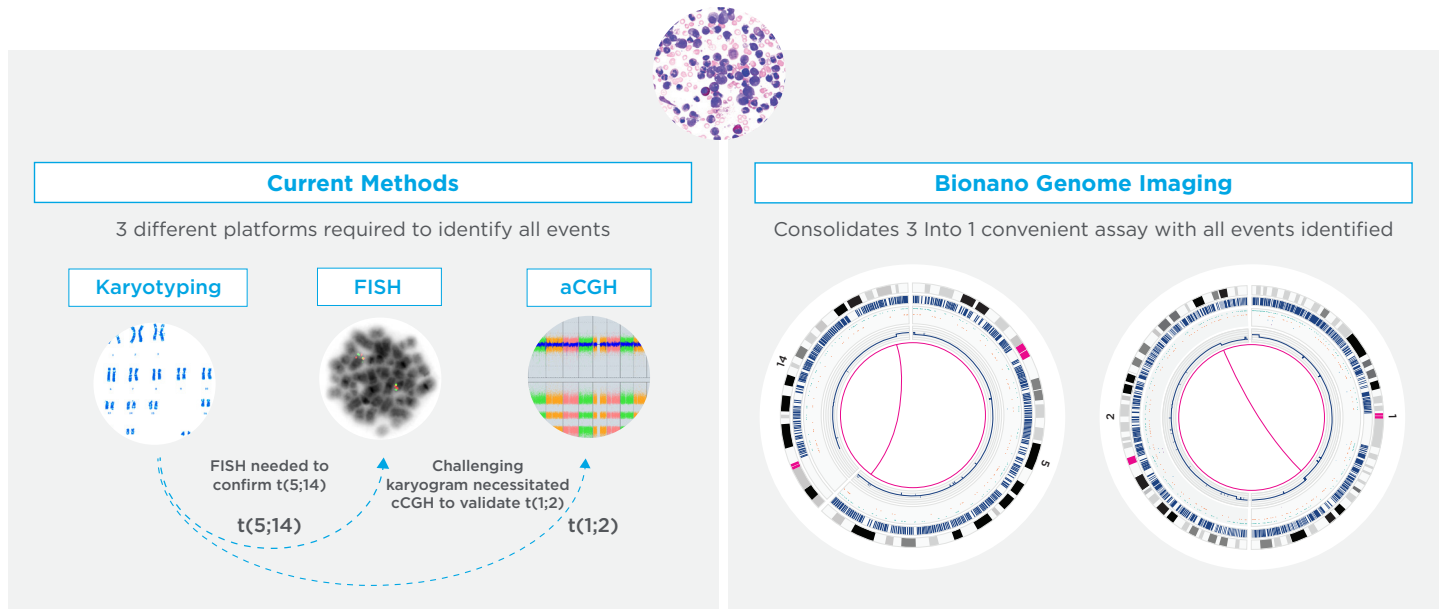 Current Methods
3 different platforms required to identify all events
Karyotyping
FISH
aCGH
FISH needed to
confirm t(5;14)
t(5;14)
Challenging
karyogram necessitated
cCGH to validate t(1;2)
t(1;2)
Bionano Genome Imaging
Consolidates 3 Into 1 convenient assay with all events identified
14
5
2
1